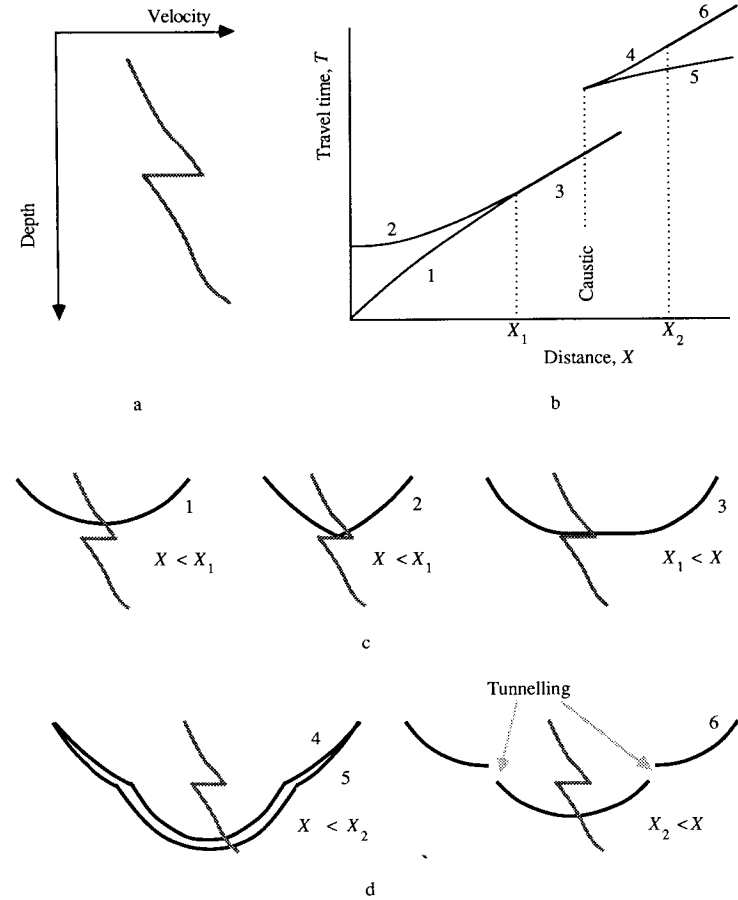 Velocity
Depth
a
Travel time, T
6
4
5
3
2
1
Caustic
X1
X2
Distance, X
b
1
X < X1
2
X < X1
3
X1 < X
c
4
5
X < X2
Tunnelling
6
X2 < X
d